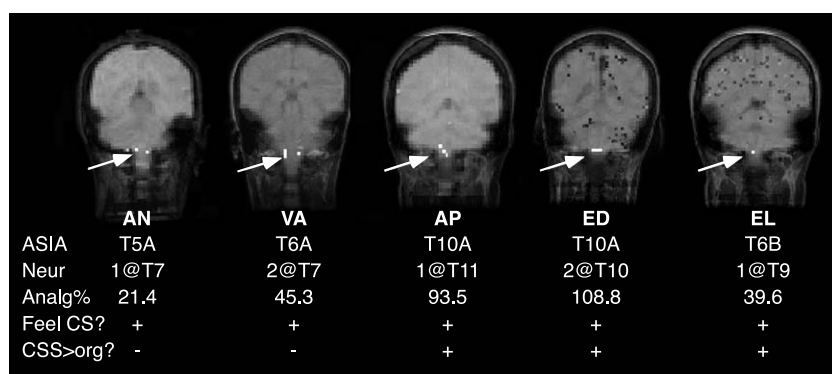 AN VA AP ED EL
ASIA T5A T6A T10A T10A T6B
Neur 1@T7 2@T7 1@T11 2@T10 1@T9
Analg% 21.4 45.3 93.5 108.8 39.6
Feel CS? + + + + +
CSS>org? - - + + +